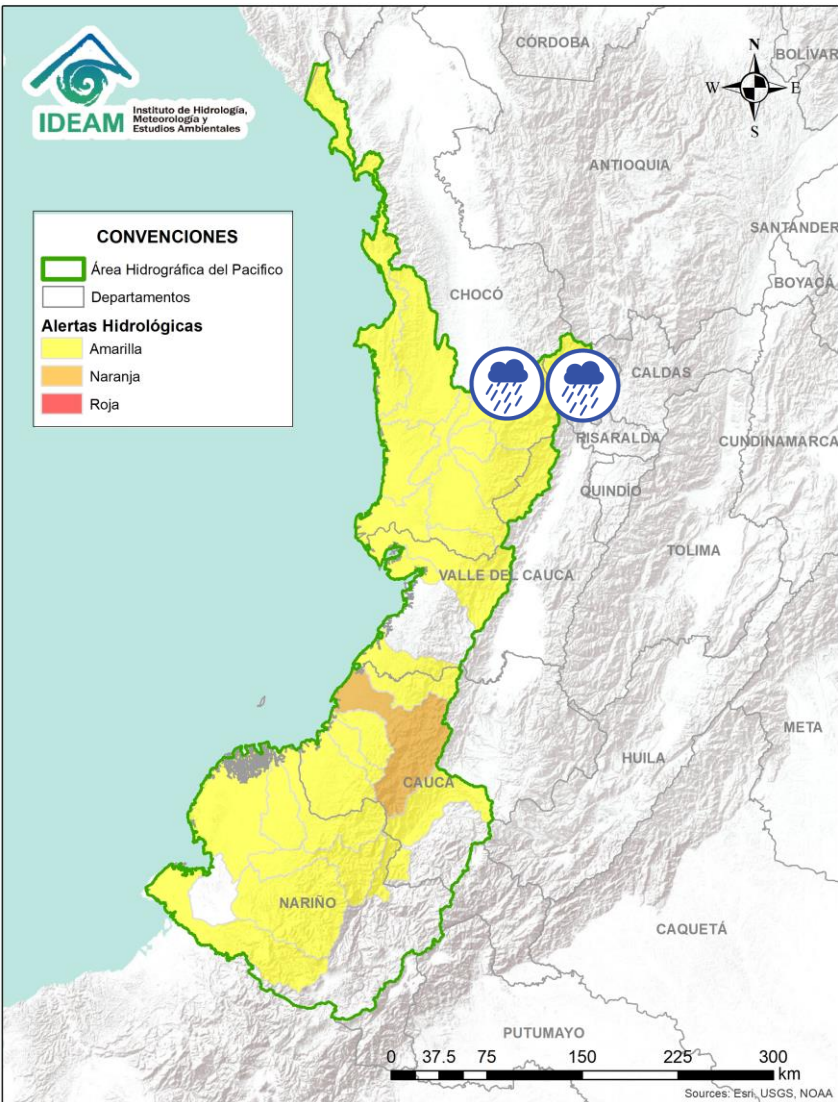 IDEAM
Instituto de Hidrología,
Meteorología y
Estudios Ambientales
N
W
E
S
CÓRDOBA
BOLÍVAR
ANTIOQUIA
SANTANDER
BOYACÁ
CHOCÓ
CALDAS
RISARALDA
CUNDINAMARCA
QUINDÍO
TOLIMA
VALLE DEL CAUCA
META
HUILA
CAUCA
NARIÑO
CAQUETÁ
PUTUMAYO
CONVENCIONES
Área Hidrográfica del Pacifico
Departamentos
Alertas Hidrológicas
Amarilla
Naranja
Roja
0 37.5 75 150 225 300
km
Sources: Esri, USGS, NOAA